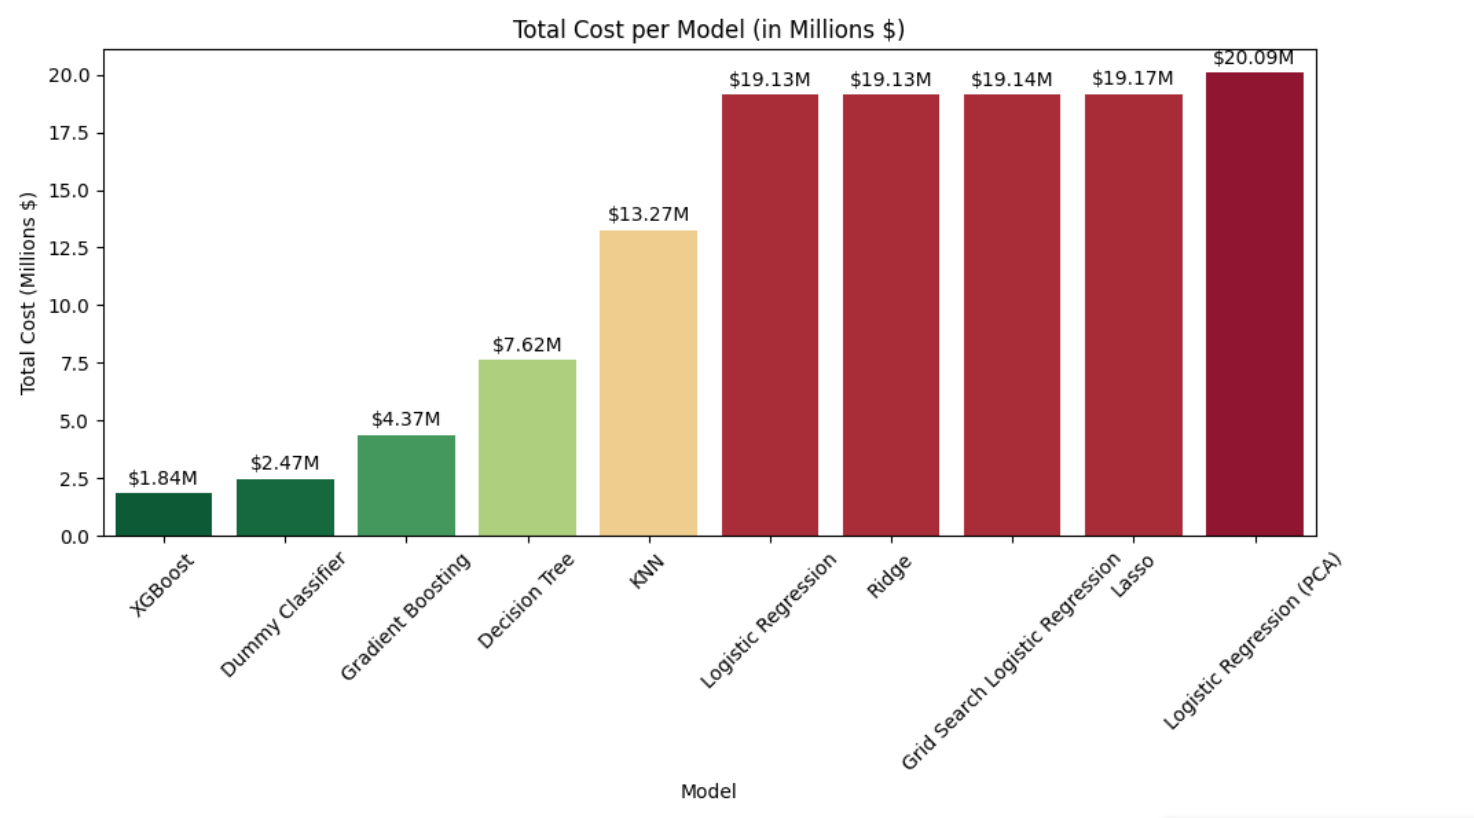 Total Cost per Model (in Millions $)
Total Cost (Millions $)
20.0
17.5
15.0
12.5
10.0
7.5
5.0
2.5
0.0
$1.84M
$2.47M
$4.37M
$7.62M
$13.27M
$19.13M
$19.13M
$19.14M
$19.17M
$20.09M
XGBoost
Dummy Classifier
Gradient Boosting
Decision Tree
KNN
Logistic Regression
Ridge
Grid Search Logistic Regression
Lasso
Logistic Regression (PCA)
Model